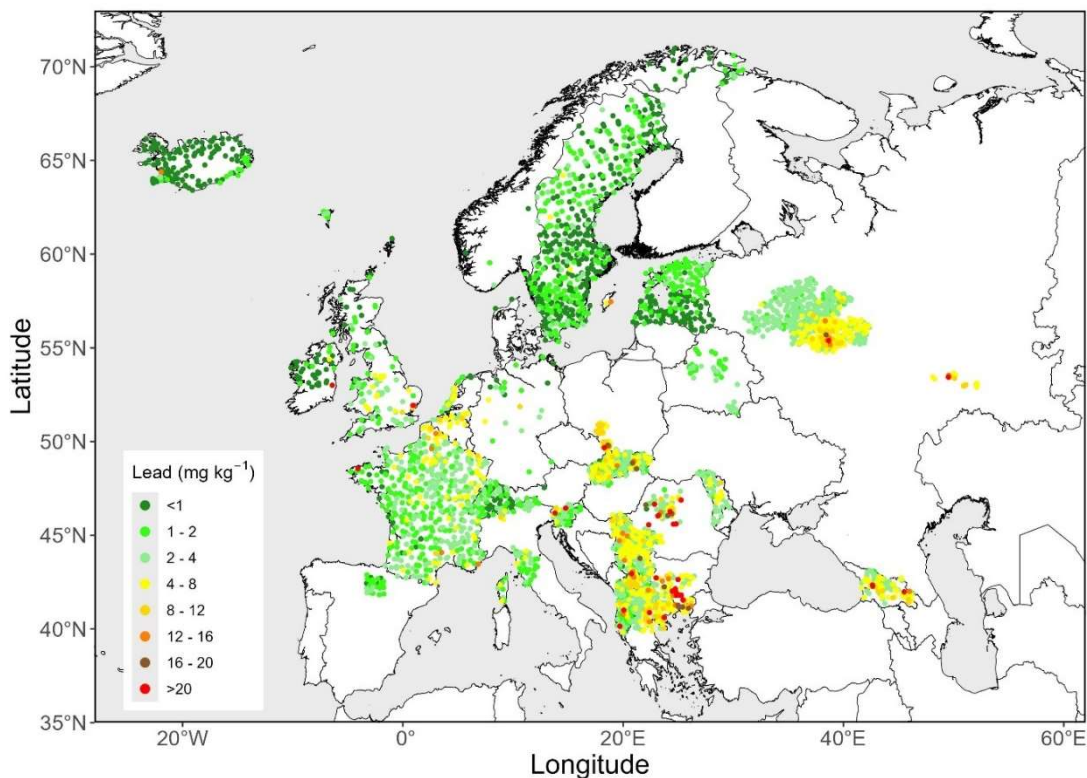 70°N
65°N
60°N
55°N
50°N
45°N
40°N
35°N
Latitude
Lead (mg kg⁻¹)
<1
1 - 2
2 - 4
4 - 8
8 - 12
12 - 16
16 - 20
>20
20°W
0°
20°E
40°E
60°E
Longitude